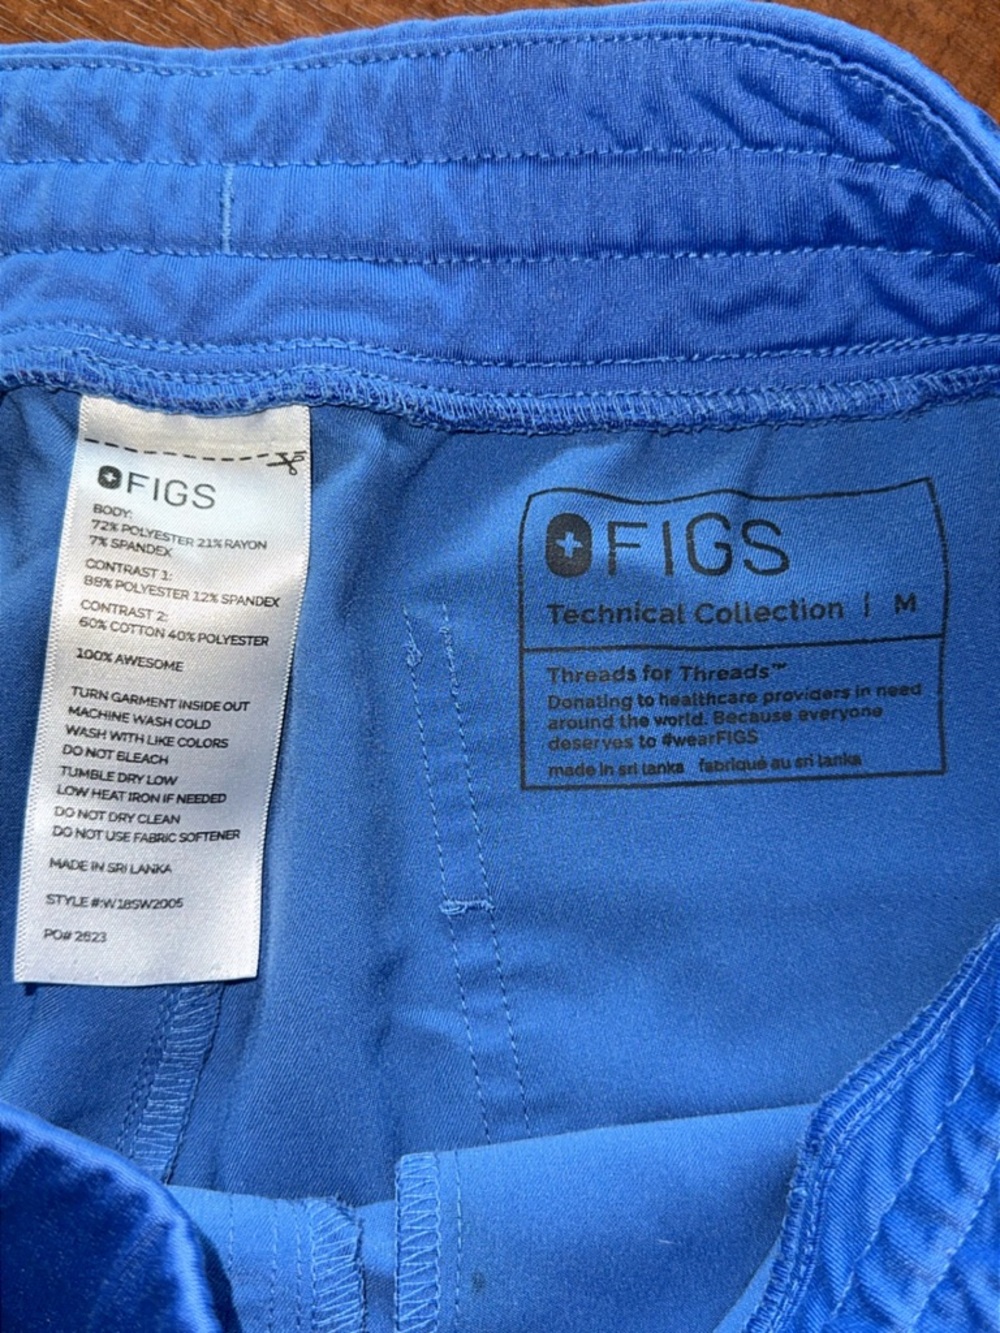 FIGS
BODY:
72% POLYESTER 21% RAYON
7% SPANDEX
CONTRAST 1:
88% POLYESTER 12% SPANDEX
CONTRAST 2:
60% COTTON 40% POLYESTER
100% AWESOME
TURN GARMENT INSIDE OUT
MACHINE WASH COLD
WASH WITH LIKE COLORS
DO NOT BLEACH
TUMBLE DRY LOW
LOW HEAT IRON IF NEEDED
DO NOT DRY CLEAN
DO NOT USE FABRIC SOFTENER
MADE IN SRI LANKA
STYLE #:W18SW2005
PO# 2623
FIGS
Technical Collection | M
Threads for Threads™
Donating to healthcare providers in need
around the world. Because everyone
deserves to #wearFIGS
made in sri lanka fabriqué au sri lanka